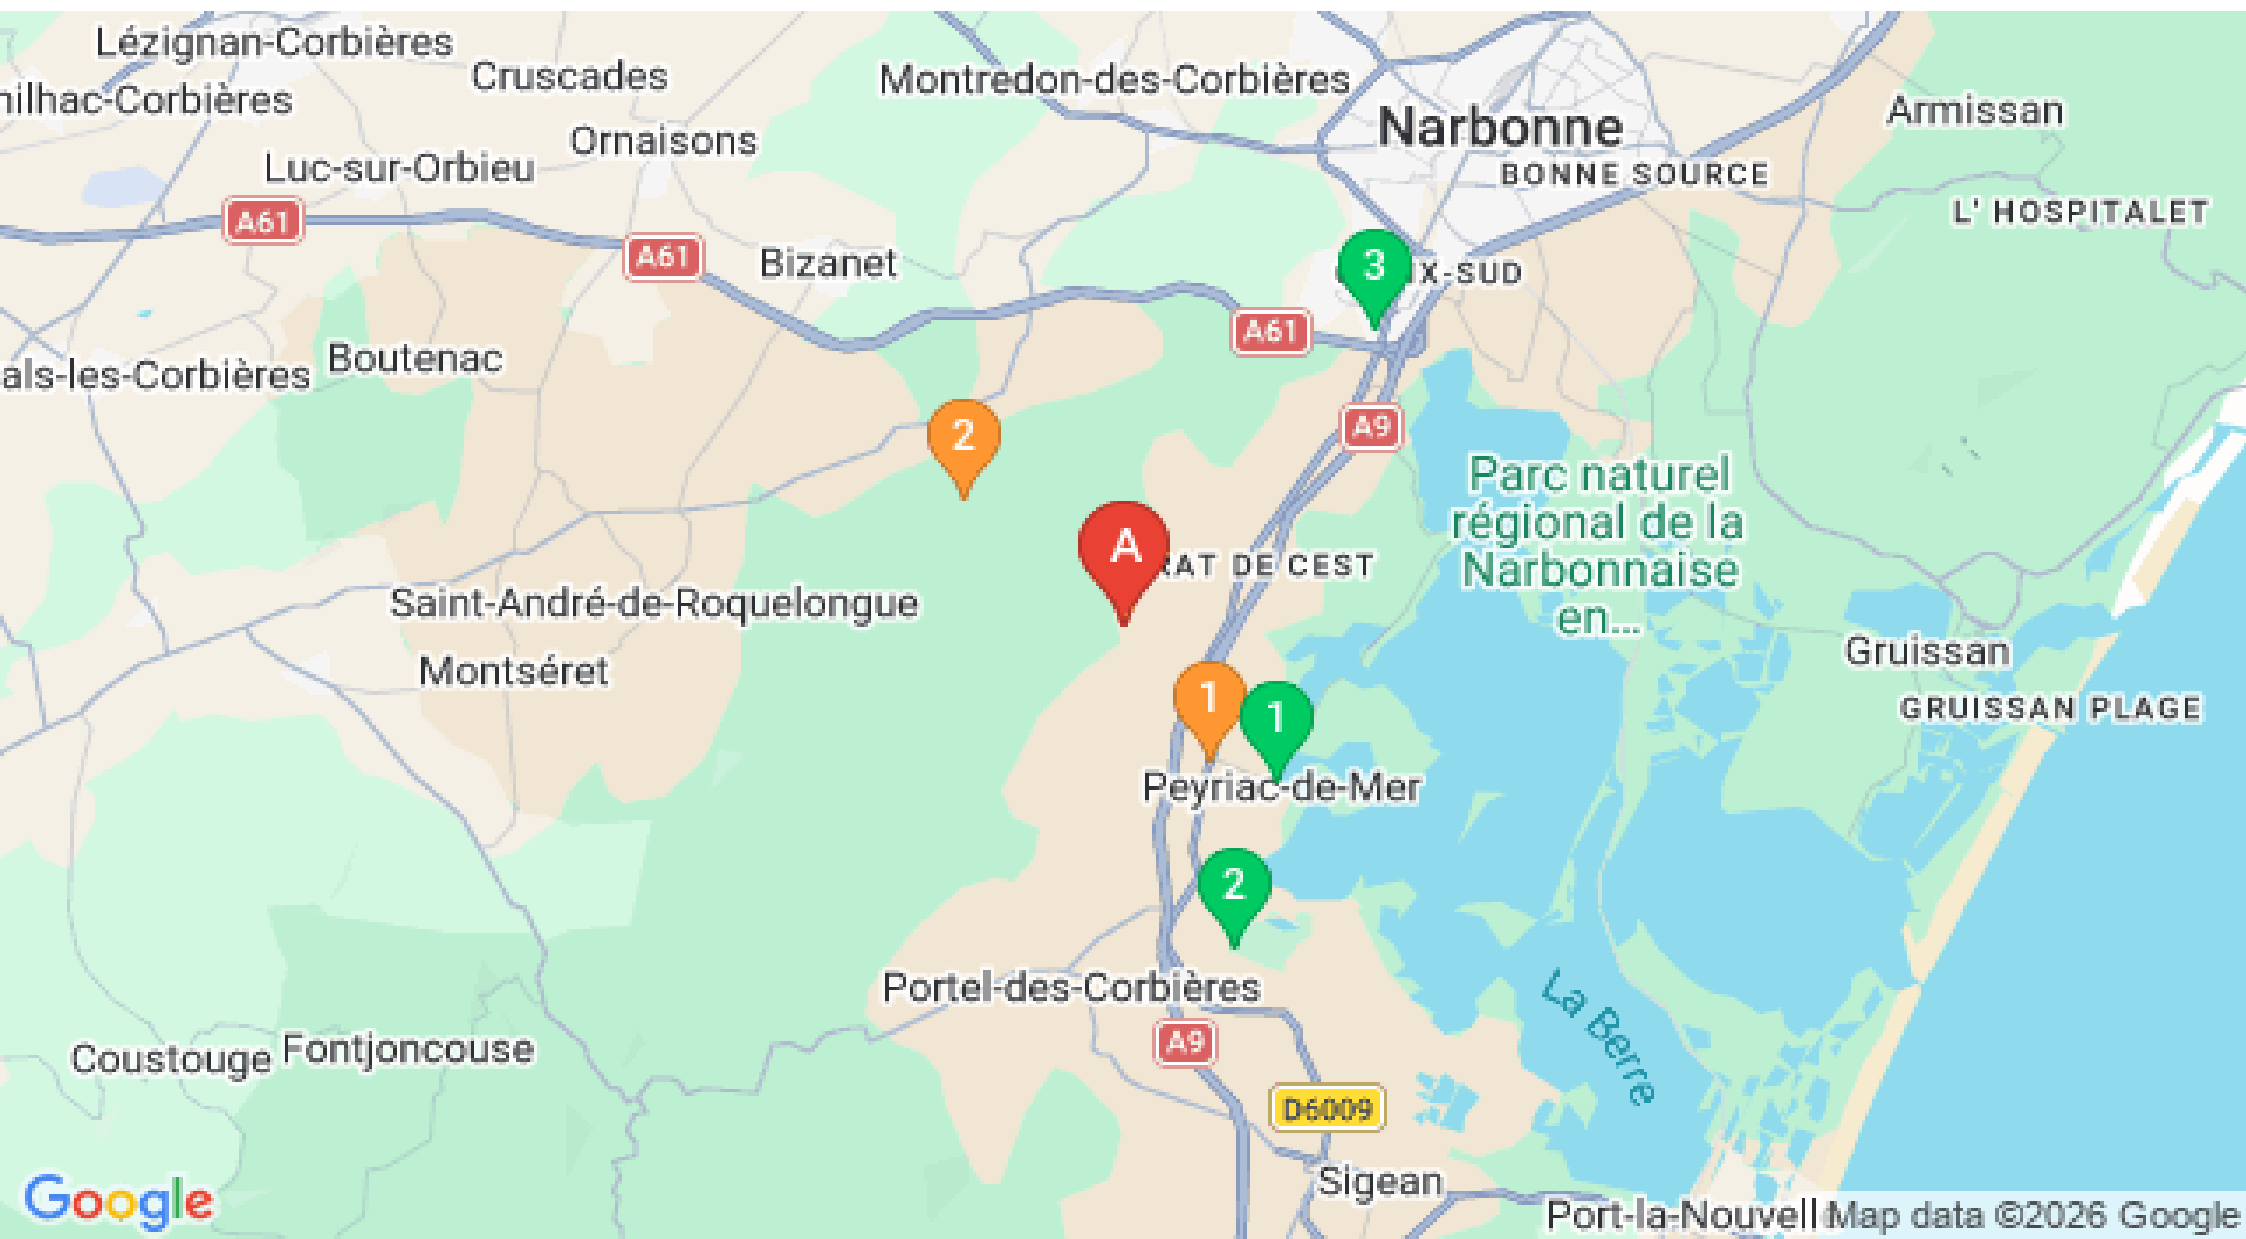 Lézignan-Corbières
Cruscades
Montredon-des-Corbières
nilhac-Corbières
Narbonne
Armissan
Ornaisons
Luc-sur-Orbieu
BONNE SOURCE
L' HOSPITALET
A61
A61
Bizanet
3
X-SUD
A61
Boutenac
als-les-Corbières
A9
2
Parc naturel
régional de la
Narbonnaise
en...
A
RAT DE CEST
Saint-André-de-Roquelongue
Montséret
Gruissan
GRUISSAN PLAGE
1
1
Peyriac-de-Mer
2
Portel-des-Corbières
La Berre
A9
Coustouge
Fontjoncouse
D6009
Sigean
Google
Port-la-Nouvell
Map data ©2026 Google